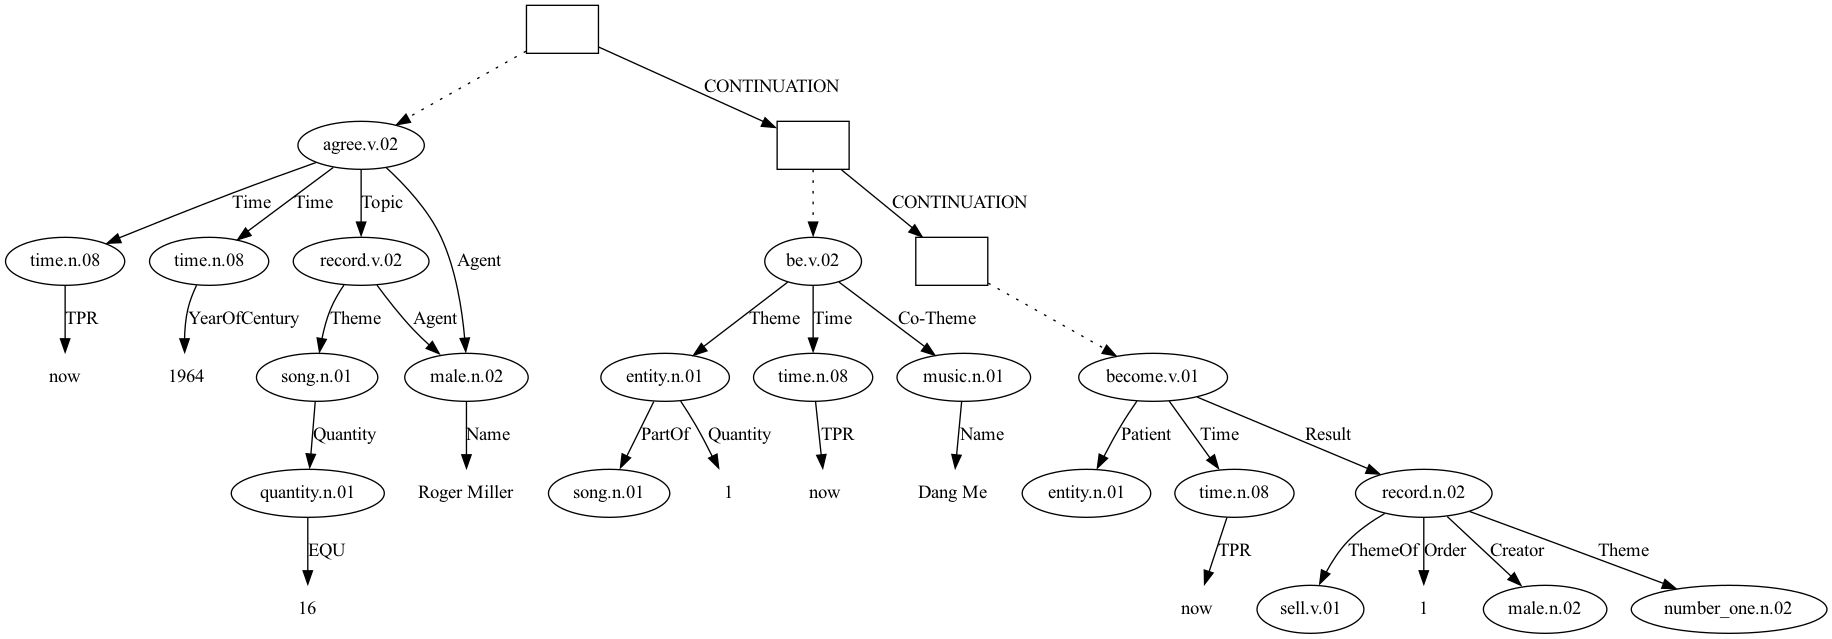 CONTINUATION
agree.v.02
Time Time Topic Agent CONTINUATION
time.n.08 time.n.08 record.v.02 be.v.02
TPR YearOfCentury Theme Agent Theme Time Co-Theme
now 1964 song.n.01 male.n.02 entity.n.01 time.n.08 music.n.01 become.v.01
Quantity Name PartOf Quantity TPR Name Patient Time Result
quantity.n.01 Roger Miller song.n.01 1 now Dang Me entity.n.01 time.n.08 record.n.02
EQU TPR ThemeOf Order Creator Theme
16 now sell.v.01 1 male.n.02 number_one.n.02